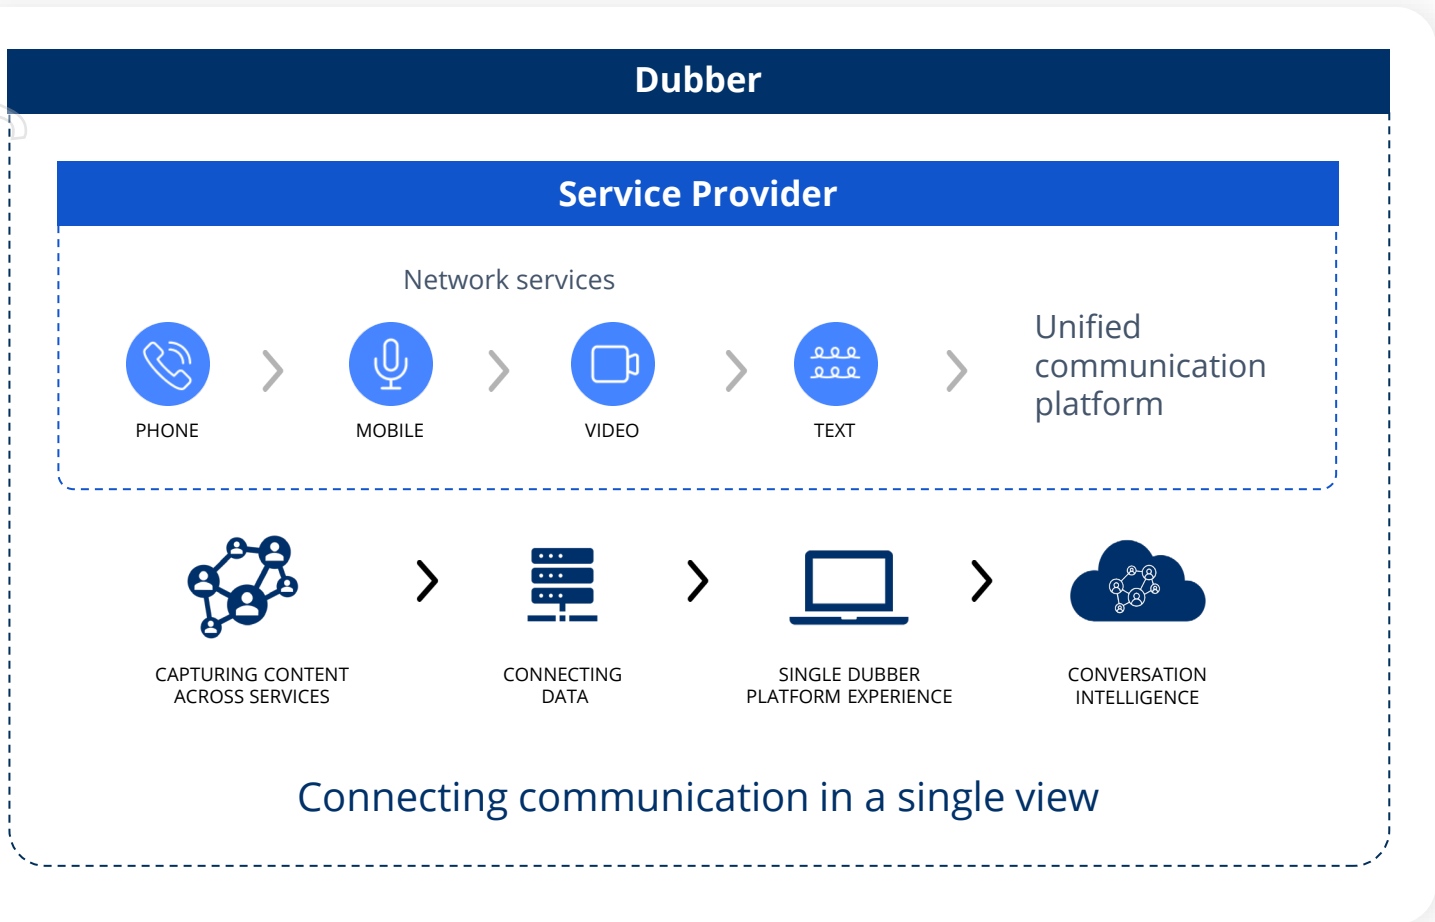 Dubber
Service Provider
Network services
PHONE
MOBILE
VIDEO
TEXT
Unified
communication
platform
CAPTURING CONTENT
ACROSS SERVICES
CONNECTING
DATA
SINGLE DUBBER
PLATFORM EXPERIENCE
CONVERSATION
INTELLIGENCE
Connecting communication in a single view